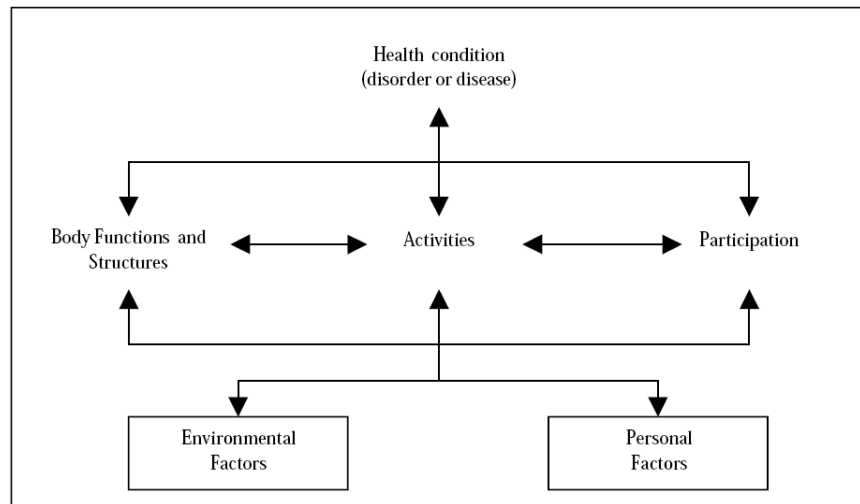 Health condition
(disorder or disease)
Body Functions and
Structures
Activities
Participation
Environmental
Factors
Personal
Factors